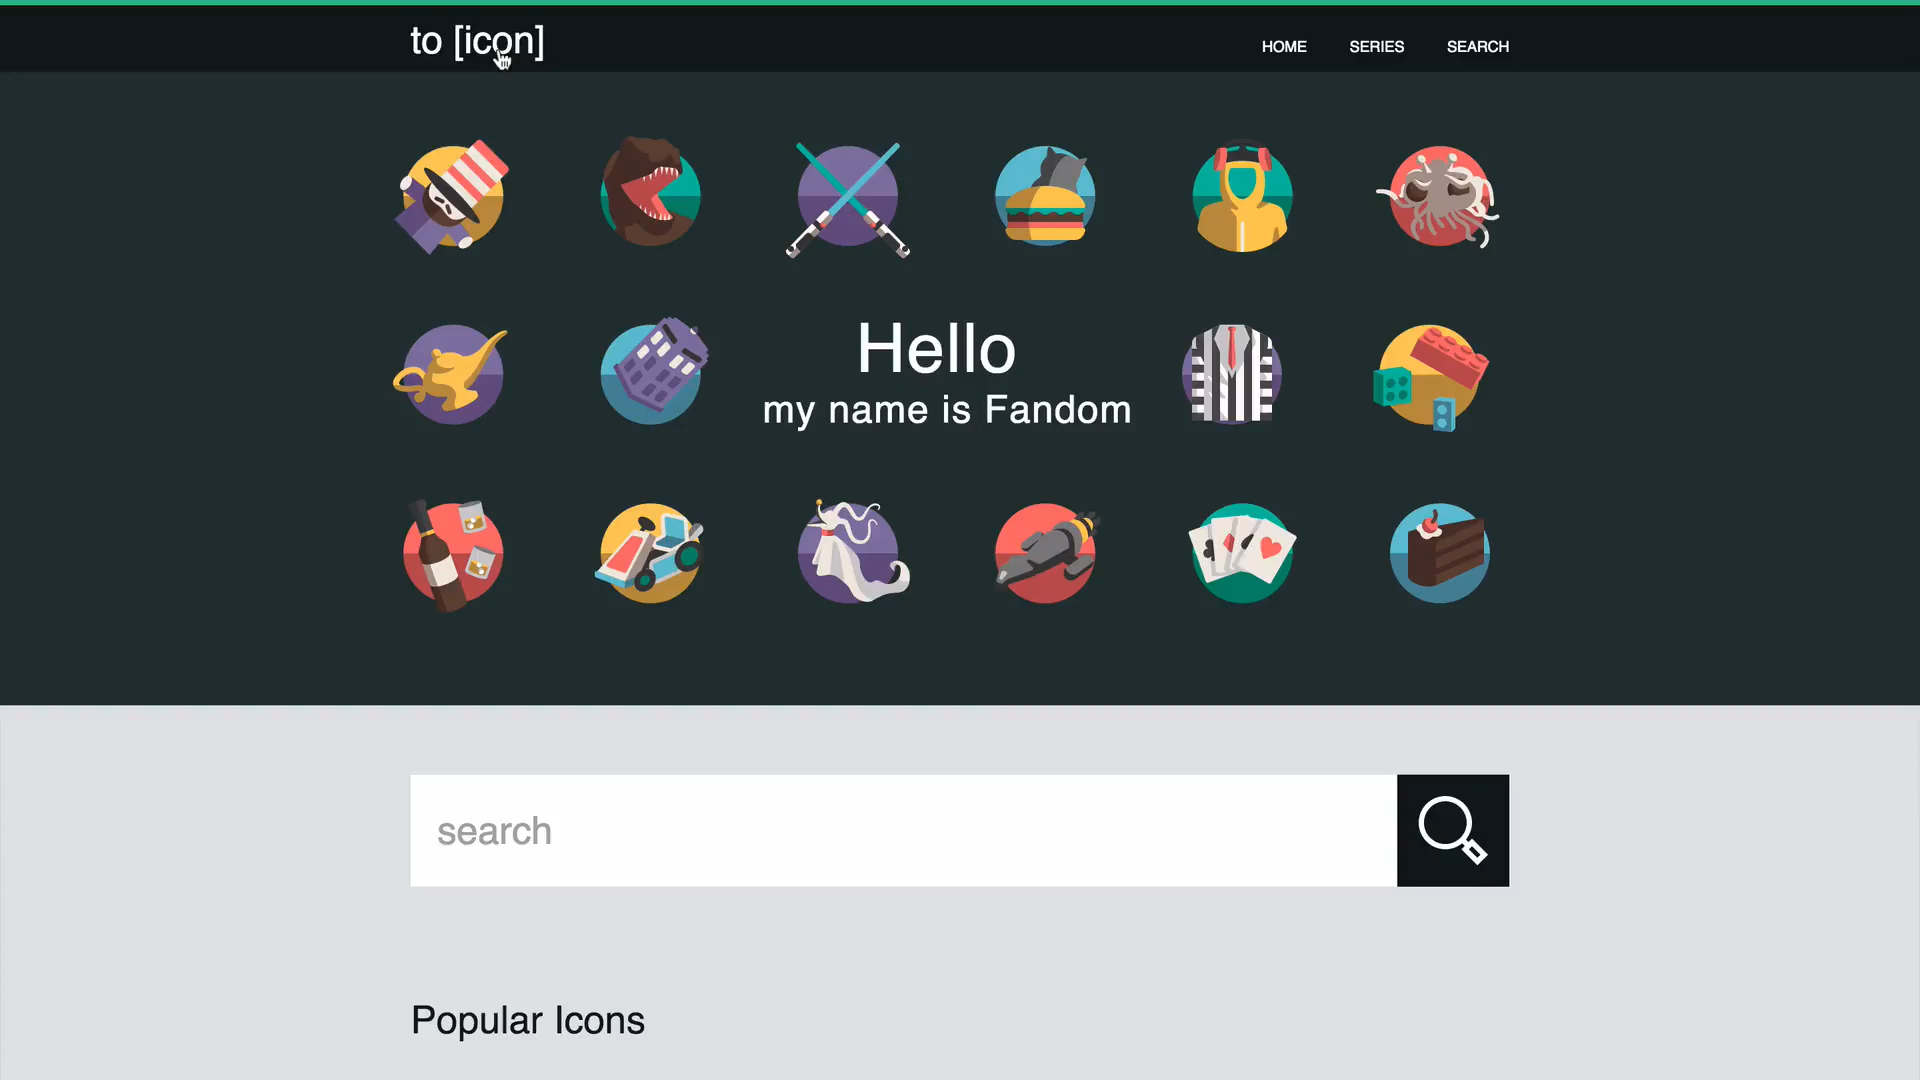 to [icon]
HOME
SERIES
SEARCH
Hello
my name is Fandom
search
Popular Icons